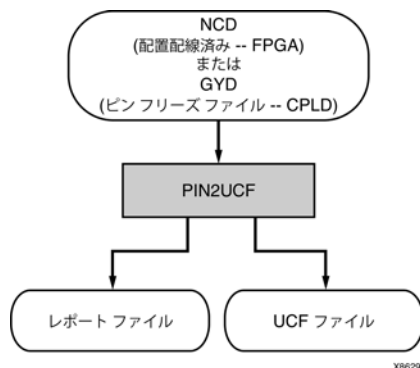 NCD
(配置配線済み -- FPGA)
または
GYD
(ピン フリーズ ファイル -- CPLD)
PIN2UCF
レポート ファイル
UCF ファイル
X8629